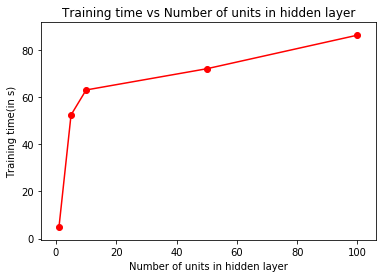 Training time vs Number of units in hidden layer
Training time(in s)
80
60
40
20
0
0 20 40 60 80 100
Number of units in hidden layer